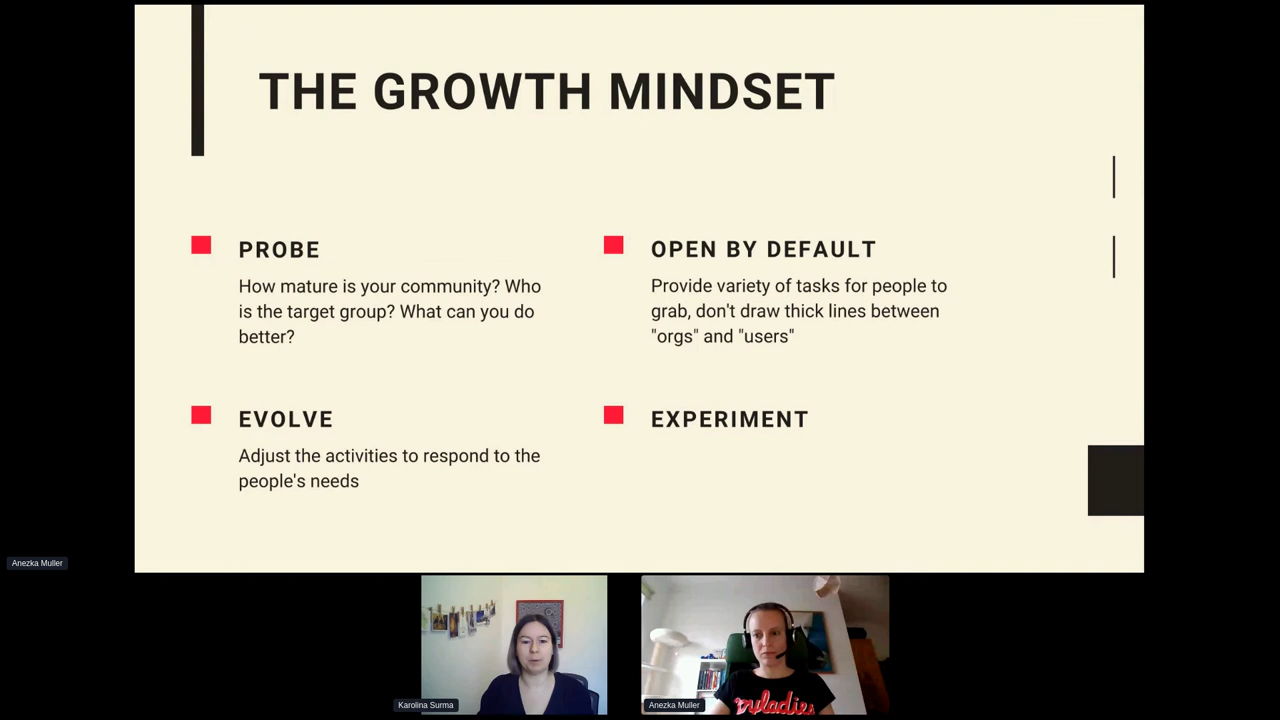 THE GROWTH MINDSET
PROBE
How mature is your community? Who
is the target group? What can you do
better?
OPEN BY DEFAULT
Provide variety of tasks for people to
grab, don't draw thick lines between
"orgs" and "users"
EVOLVE
Adjust the activities to respond to the
people's needs
EXPERIMENT
Anezka Muller
Karolina Surma
Anezka Muller
pyladies